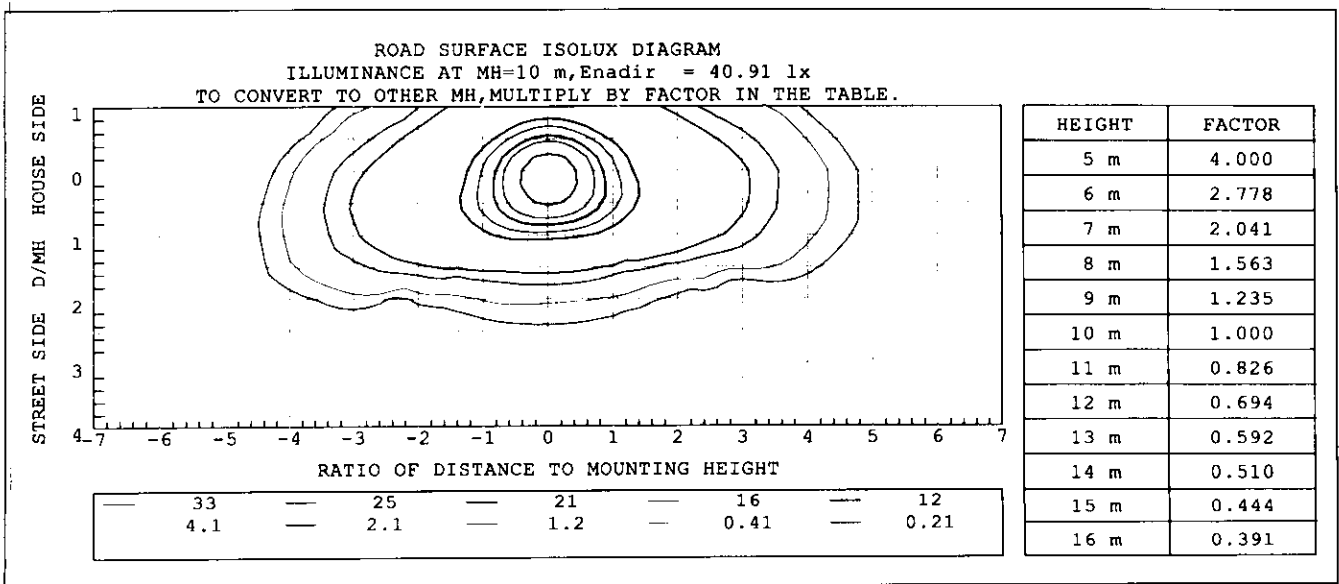 ROAD SURFACE ISOLUX DIAGRAM
ILLUMINANCE AT MH=10 m,Enadir = 40.91 lx
TO CONVERT TO OTHER MH,MULTIPLY BY FACTOR IN THE TABLE.
STREET SIDE D/MH HOUSE SIDE
1
0
1
2
3
4
-7 -6 -5 -4 -3 -2 -1 0 1 2 3 4 5 6 7
RATIO OF DISTANCE TO MOUNTING HEIGHT
33 25 21 16 12
4.1 2.1 1.2 0.41 0.21
HEIGHT FACTOR
5 m 4.000
6 m 2.778
7 m 2.041
8 m 1.563
9 m 1.235
10 m 1.000
11 m 0.826
12 m 0.694
13 m 0.592
14 m 0.510
15 m 0.444
16 m 0.391